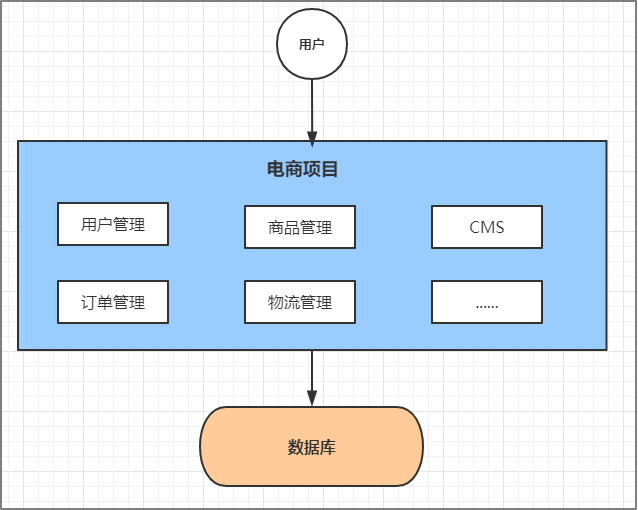 用户
电商项目
用户管理
商品管理
CMS
订单管理
物流管理
......
数据库